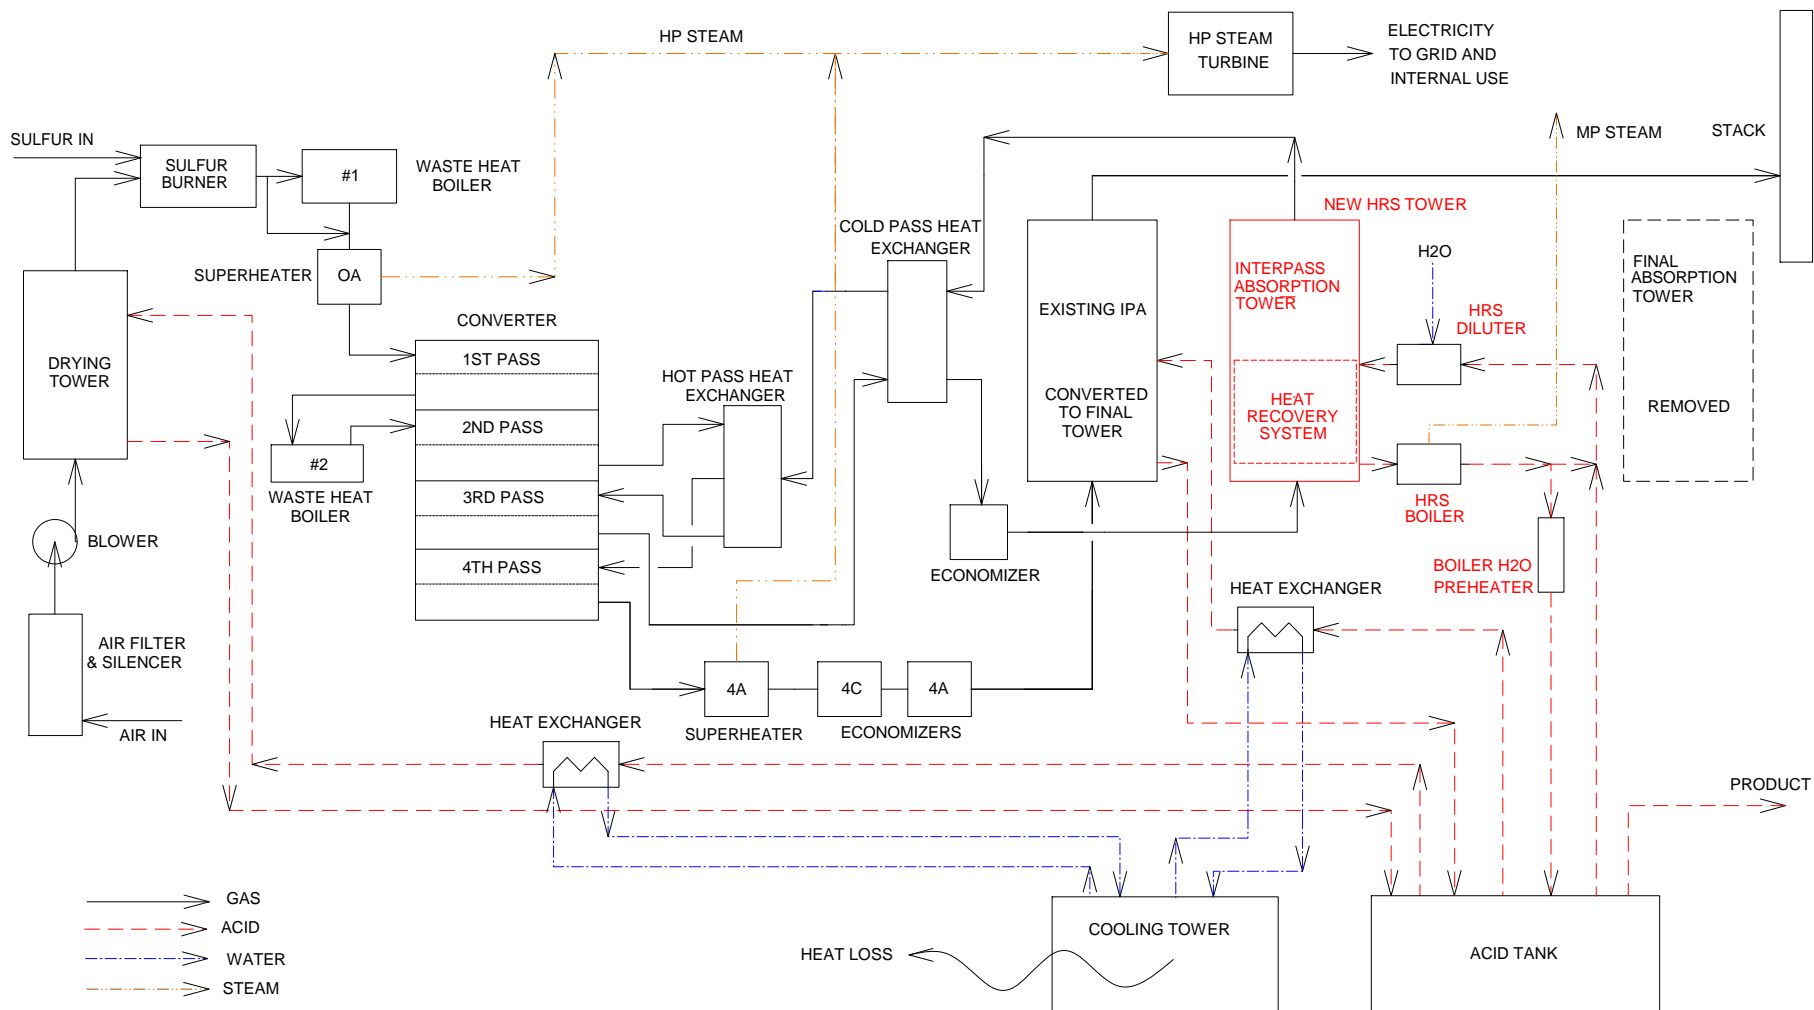 HP STEAM
HP STEAM
TURBINE
ELECTRICITY
TO GRID AND
INTERNAL USE
SULFUR IN
SULFUR
BURNER
#1
WASTE HEAT
BOILER
MP STEAM
STACK
NEW HRS TOWER
COLD PASS HEAT
EXCHANGER
SUPERHEATER
OA
H2O
INTERPASS
ABSORPTION
TOWER
FINAL
ABSORPTION
TOWER
EXISTING IPA
HRS
DILUTER
CONVERTER
1ST PASS
DRYING
TOWER
HOT PASS HEAT
EXCHANGER
CONVERTED
TO FINAL
TOWER
HEAT
RECOVERY
SYSTEM
REMOVED
2ND PASS
#2
WASTE HEAT
BOILER
3RD PASS
HRS
BOILER
BLOWER
4TH PASS
ECONOMIZER
BOILER H2O
PREHEATER
HEAT EXCHANGER
AIR FILTER
& SILENCER
4A
4C
4A
AIR IN
HEAT EXCHANGER
SUPERHEATER
ECONOMIZERS
PRODUCT
GAS
ACID
WATER
STEAM
HEAT LOSS
COOLING TOWER
ACID TANK